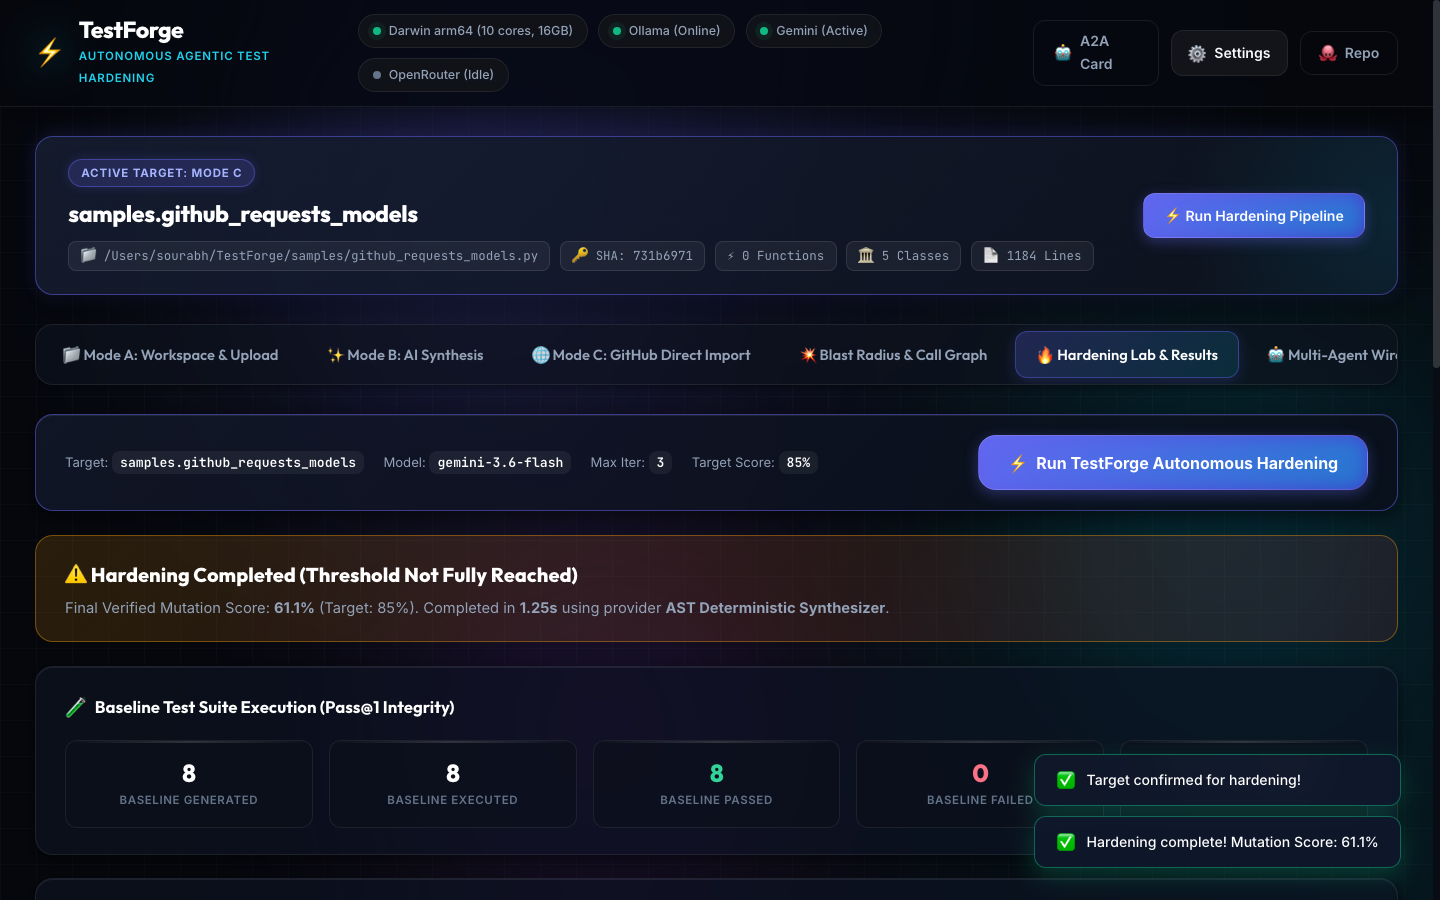 TestForge
AUTONOMOUS AGENTIC TEST
HARDENING
Darwin arm64 (10 cores, 16GB)
Ollama (Online)
Gemini (Active)
OpenRouter (Idle)
A2A
Card
Settings
Repo
ACTIVE TARGET: MODE C
samples.github_requests_models
/Users/sourabh/TestForge/samples/github_requests_models.py
SHA: 731b6971
0 Functions
5 Classes
1184 Lines
Run Hardening Pipeline
Mode A: Workspace & Upload
Mode B: AI Synthesis
Mode C: GitHub Direct Import
Blast Radius & Call Graph
Hardening Lab & Results
Multi-Agent Wir
Target: samples.github_requests_models
Model: gemini-3.6-flash
Max Iter: 3
Target Score: 85%
Run TestForge Autonomous Hardening
Hardening Completed (Threshold Not Fully Reached)
Final Verified Mutation Score: 61.1% (Target: 85%). Completed in 1.25s using provider AST Deterministic Synthesizer.
Baseline Test Suite Execution (Pass@1 Integrity)
8
BASELINE GENERATED
8
BASELINE EXECUTED
8
BASELINE PASSED
0
BASELINE FAILED
Target confirmed for hardening!
Hardening complete! Mutation Score: 61.1%